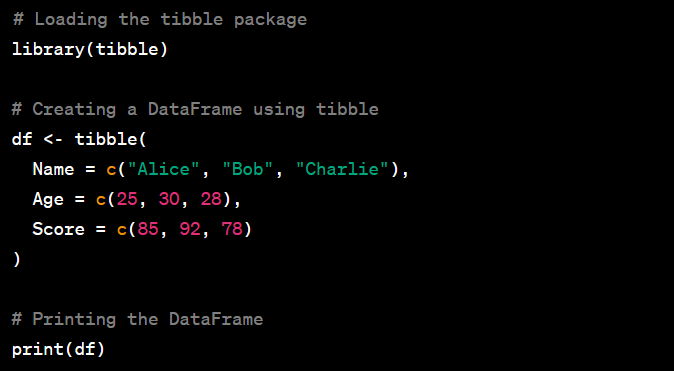 # Loading the tibble package
library(tibble)
# Creating a DataFrame using tibble
df <- tibble(
  Name = c("Alice", "Bob", "Charlie"),
  Age = c(25, 30, 28),
  Score = c(85, 92, 78)
)
# Printing the DataFrame
print(df)